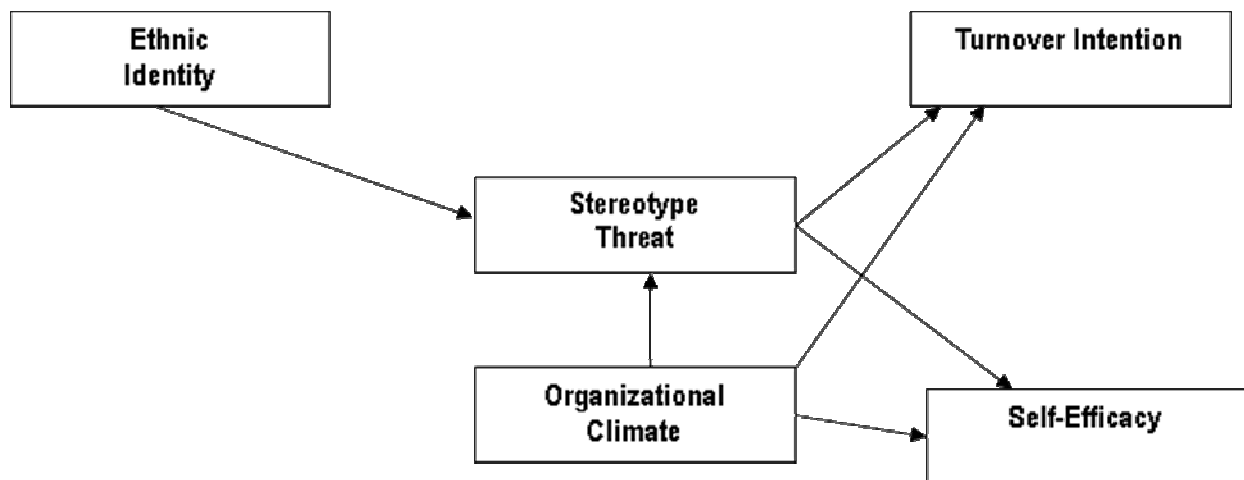 Ethnic
Identity
Turnover Intention
Stereotype
Threat
Organizational
Climate
Self-Efficacy